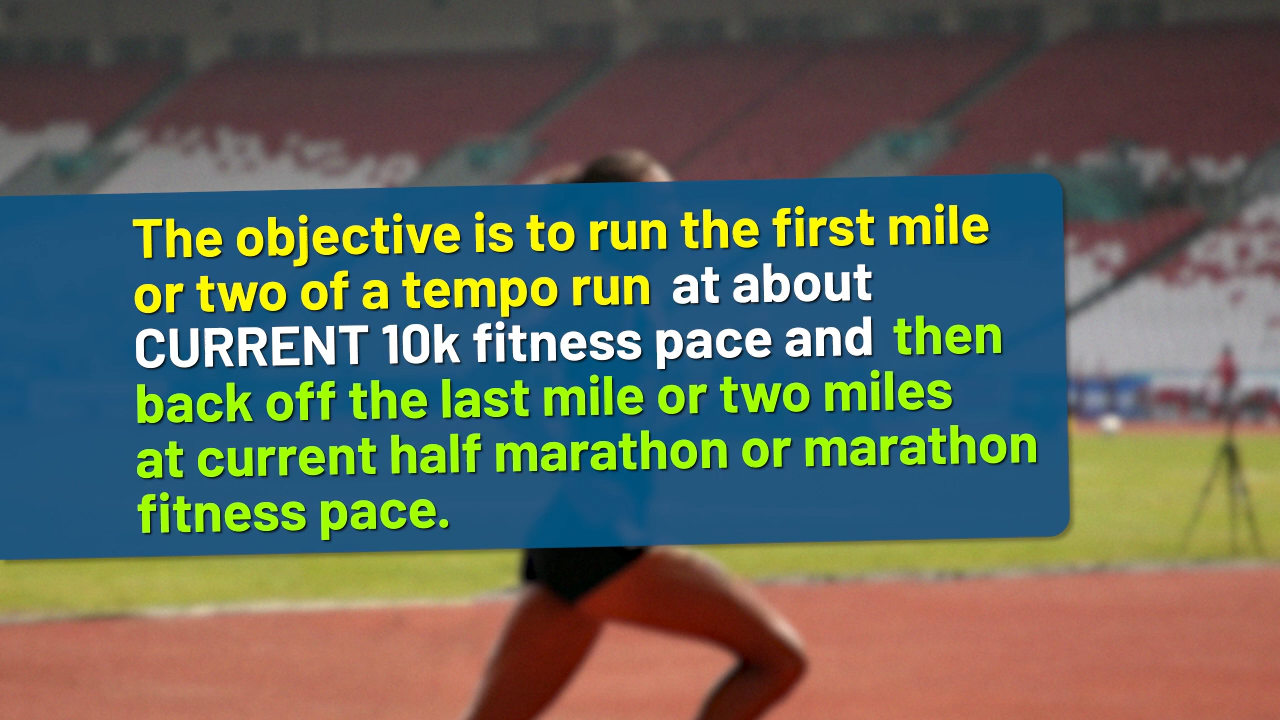 The objective is to run the first mile
or two of a tempo run at about
CURRENT 10k fitness pace and then
back off the last mile or two miles
at current half marathon or marathon
fitness pace.